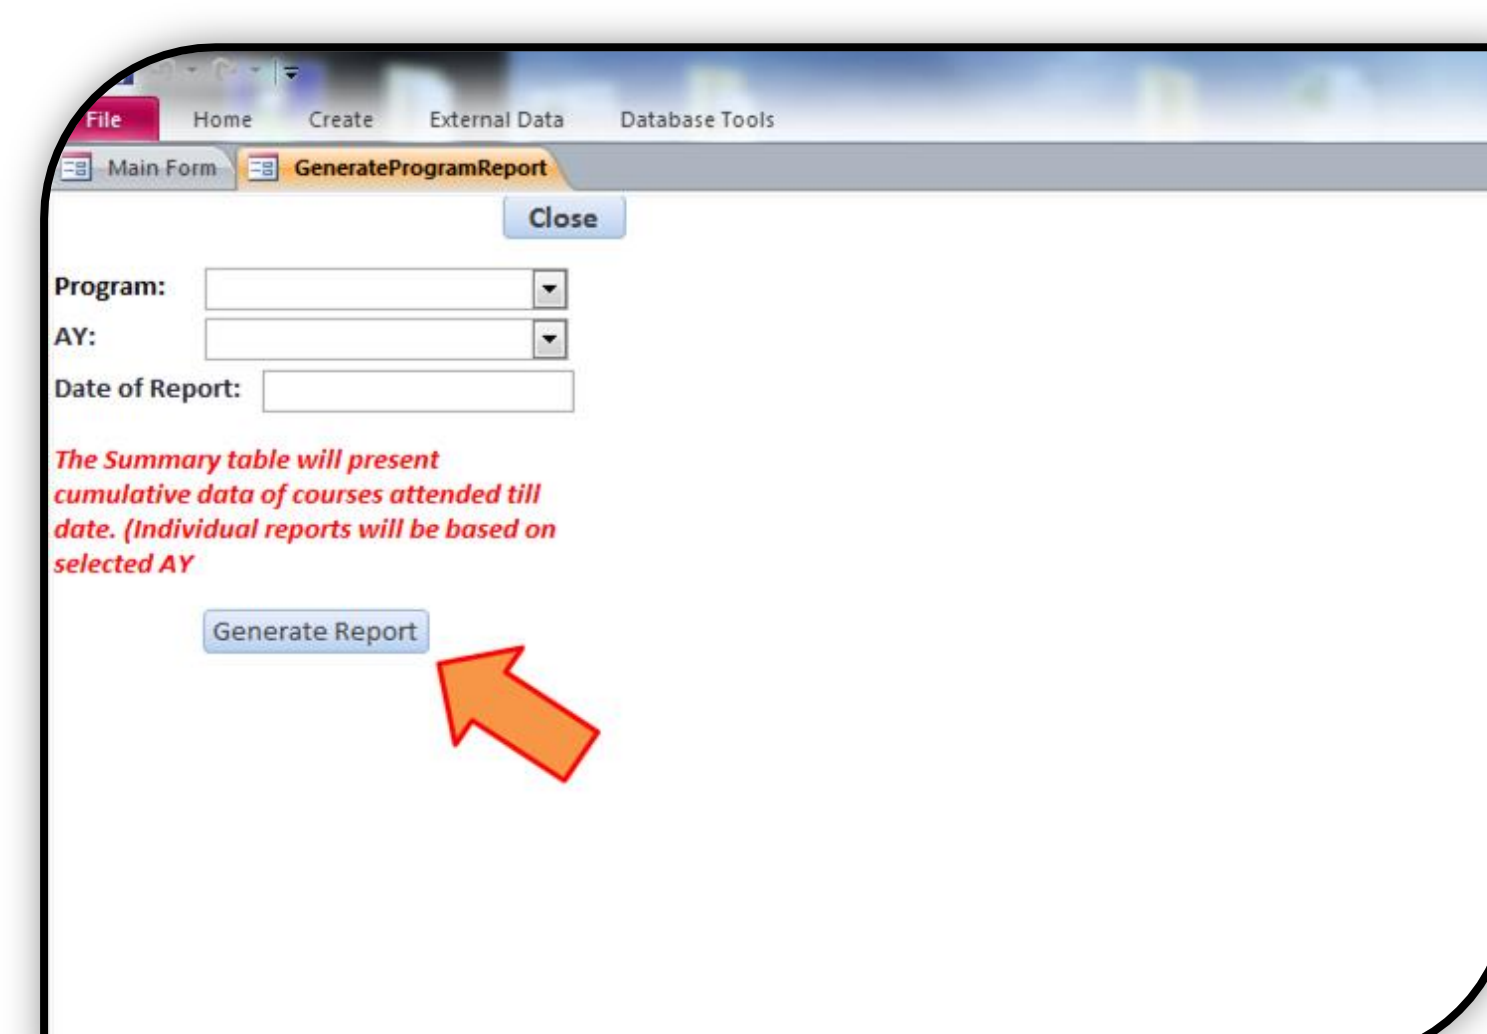 File Home Create External Data Database Tools
Main Form GenerateProgramReport
Close
Program:
AY:
Date of Report:
The Summary table will present
cumulative data of courses attended till
date. (Individual reports will be based on
selected AY
Generate Report